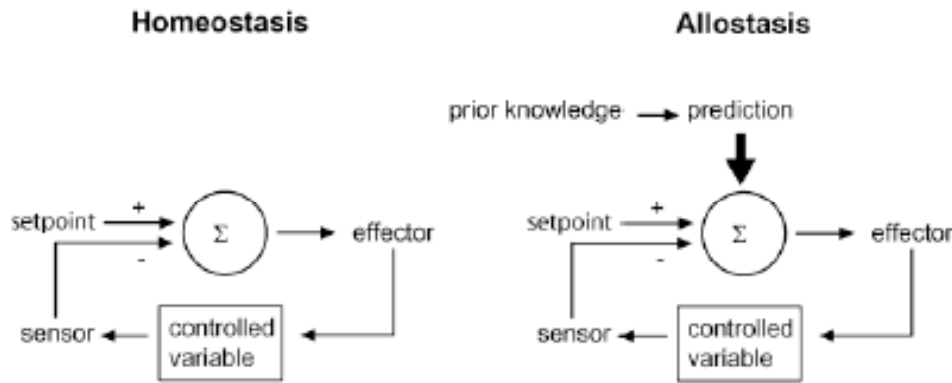 Homeostasis
setpoint
+
-
Σ
effector
sensor
controlled
variable
Allostasis
prior knowledge
prediction
setpoint
+
-
Σ
effector
sensor
controlled
variable